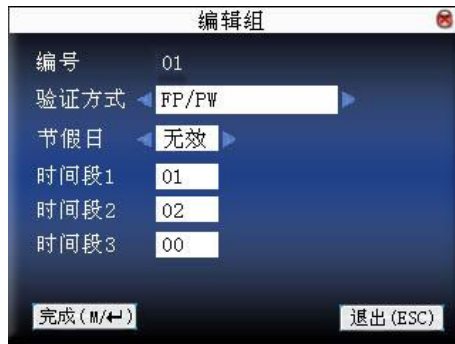 编辑组
编号 01
验证方式 FP/PW
节假日 无效
时间段1 01
时间段2 02
时间段3 00
完成(M/↵) 退出(ESC)